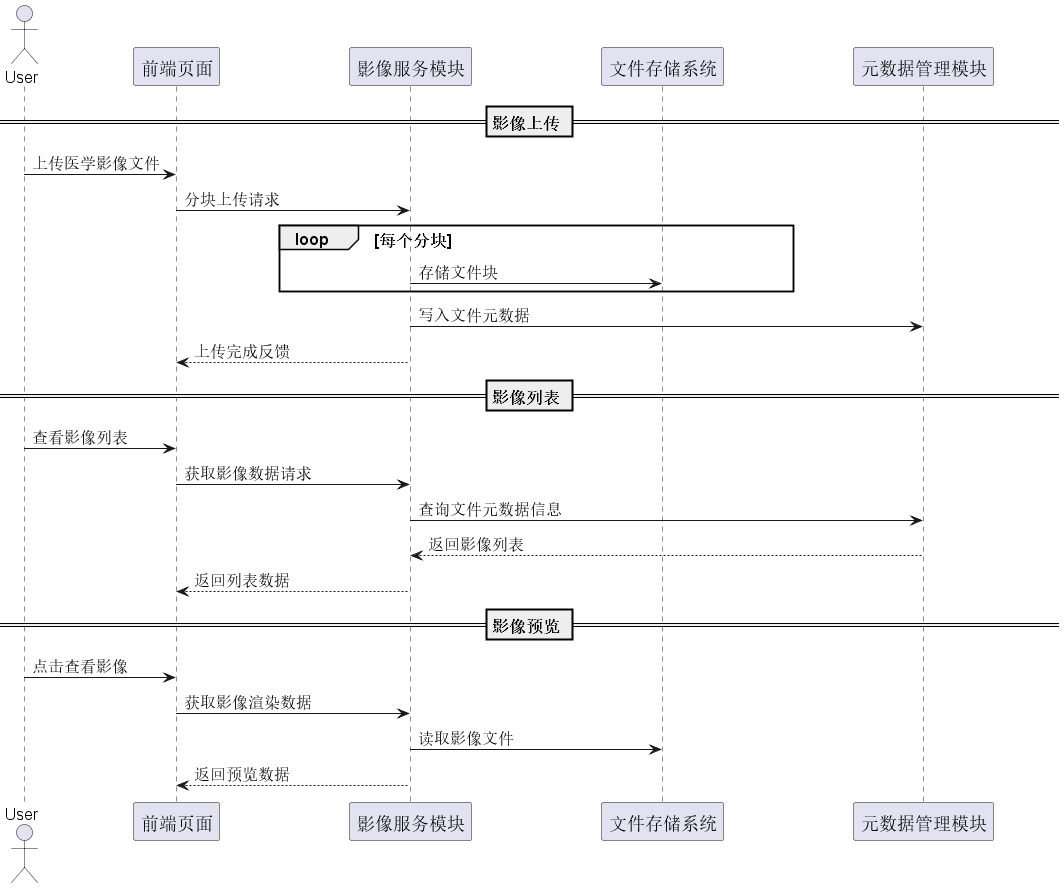 User
前端页面
影像服务模块
文件存储系统
元数据管理模块
影像上传
上传医学影像文件
分块上传请求
loop
[每个分块]
存储文件块
写入文件元数据
上传完成反馈
影像列表
查看影像列表
获取影像数据请求
查询文件元数据信息
返回影像列表
返回列表数据
影像预览
点击查看影像
获取影像渲染数据
读取影像文件
返回预览数据
User
前端页面
影像服务模块
文件存储系统
元数据管理模块